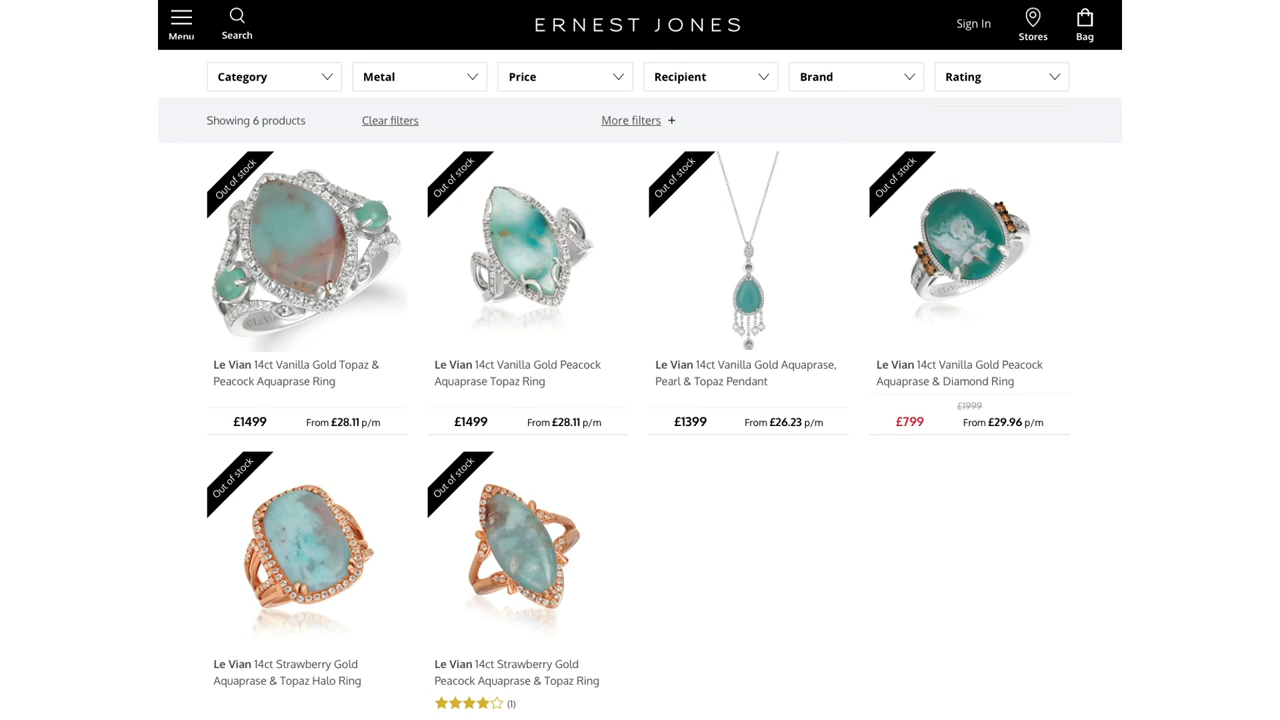 Menu
Search
ERNEST JONES
Sign In
Stores
Bag
Category
Metal
Price
Recipient
Brand
Rating
Showing 6 products
Clear filters
More filters +
Out of stock
Out of stock
Out of stock
Out of stock
Le Vian 14ct Vanilla Gold Topaz &
Peacock Aquaprase Ring
£1499
From £28.11 p/m
Le Vian 14ct Vanilla Gold Peacock
Aquaprase Topaz Ring
£1499
From £28.11 p/m
Le Vian 14ct Vanilla Gold Aquaprase,
Pearl & Topaz Pendant
£1399
From £26.23 p/m
Le Vian 14ct Vanilla Gold Peacock
Aquaprase & Diamond Ring
£1999
£799
From £29.96 p/m
Out of stock
Out of stock
Le Vian 14ct Strawberry Gold
Aquaprase & Topaz Halo Ring
Le Vian 14ct Strawberry Gold
Peacock Aquaprase & Topaz Ring
(1)